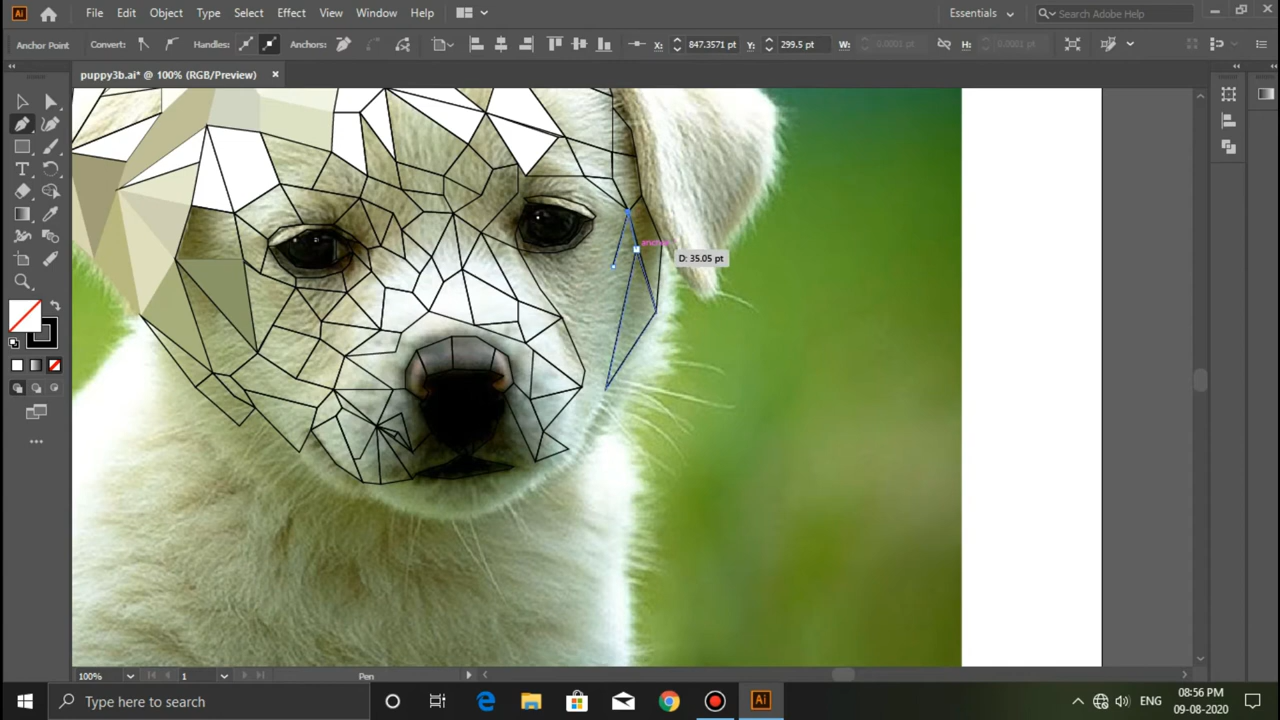 Ai File Edit Object Type Select Effect View Window Help Essentials Search Adobe Help
Anchor Point Convert: Handles: Anchors: X: 847.3571 pt Y: 299.5 pt W: 0.0001 pt H: 0.0001 pt
puppy3b.ai* @ 100% (RGB/Preview)
D: 35.05 pt
100% 1 Pen
Type here to search Ai ENG 08:56 PM
09-08-2020